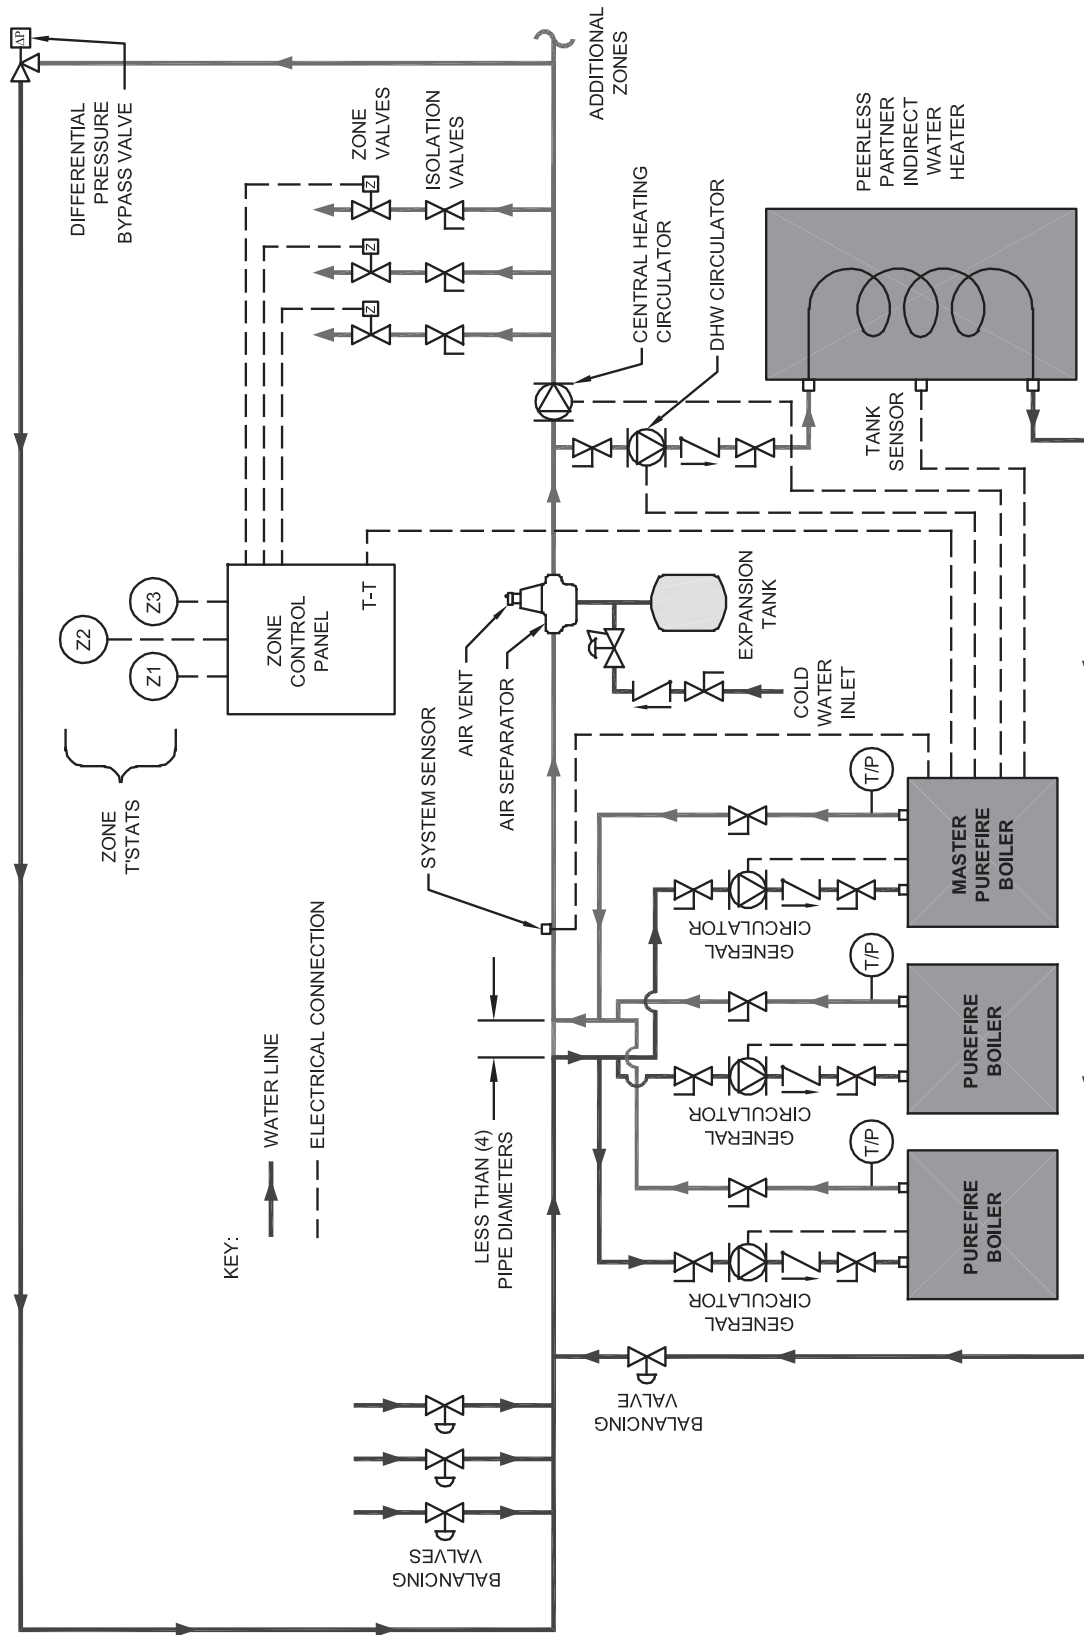 ΔP
DIFFERENTIAL
PRESSURE
BYPASS VALVE
ZONE
VALVES
ISOLATION
VALVES
Z
Z
Z
ADDITIONAL
ZONES
CENTRAL HEATING
CIRCULATOR
DHW CIRCULATOR
PEERLESS
PARTNER
INDIRECT
WATER
HEATER
TANK
SENSOR
Z1
Z2
Z3
ZONE
T'STATS
ZONE
CONTROL
PANEL
T-T
AIR VENT
AIR SEPARATOR
SYSTEM SENSOR
EXPANSION
TANK
COLD
WATER
INLET
KEY:
WATER LINE
ELECTRICAL CONNECTION
LESS THAN (4)
PIPE DIAMETERS
GENERAL
CIRCULATOR
T/P
MASTER
PUREFIRE
BOILER
GENERAL
CIRCULATOR
T/P
PUREFIRE
BOILER
GENERAL
CIRCULATOR
T/P
PUREFIRE
BOILER
BALANCING
VALVE
BALANCING
VALVES